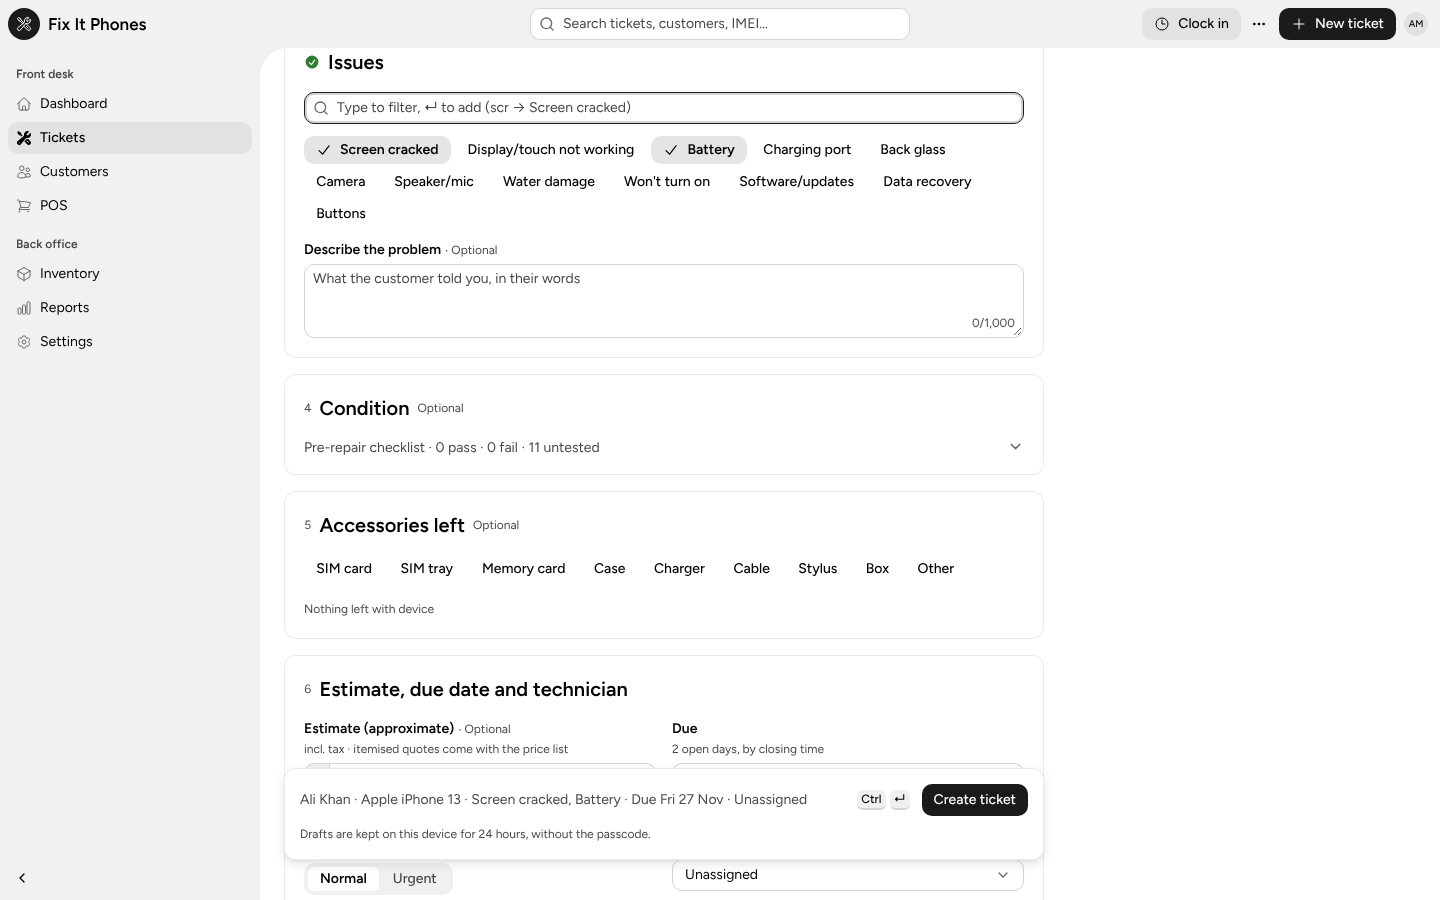 Fix It Phones
Search tickets, customers, IMEI...
Clock in
New ticket
AM
Front desk
Dashboard
Tickets
Customers
POS
Back office
Inventory
Reports
Settings
Issues
Type to filter, ↵ to add (scr → Screen cracked)
Screen cracked Display/touch not working Battery Charging port Back glass
Camera Speaker/mic Water damage Won't turn on Software/updates Data recovery
Buttons
Describe the problem · Optional
What the customer told you, in their words
0/1,000
4 Condition Optional
Pre-repair checklist · 0 pass · 0 fail · 11 untested
5 Accessories left Optional
SIM card SIM tray Memory card Case Charger Cable Stylus Box Other
Nothing left with device
6 Estimate, due date and technician
Estimate (approximate) · Optional Due
incl. tax · itemised quotes come with the price list 2 open days, by closing time
Ali Khan · Apple iPhone 13 · Screen cracked, Battery · Due Fri 27 Nov · Unassigned Ctrl ↵ Create ticket
Drafts are kept on this device for 24 hours, without the passcode.
Normal Urgent Unassigned